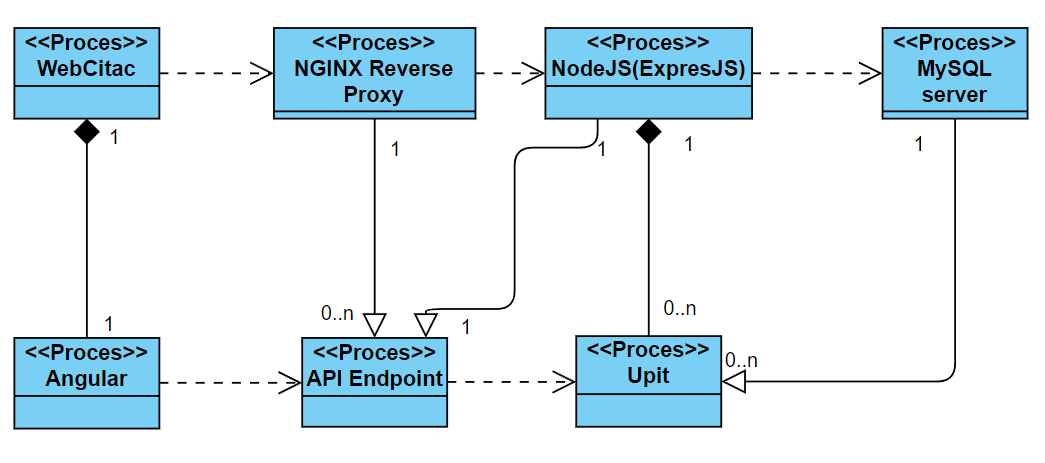 <<Proces>>
WebCitac
<<Proces>>
NGINX Reverse
Proxy
<<Proces>>
NodeJS(ExpresJS)
<<Proces>>
MySQL
server
1
1
1
1
1
0..n
1
1
0..n
0..n
<<Proces>>
Angular
<<Proces>>
API Endpoint
<<Proces>>
Upit